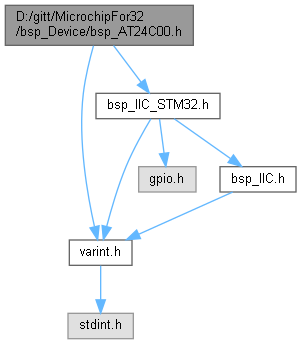 D:/gitt/MicrochipFor32
/bsp_Device/bsp_AT24C00.h
bsp_IIC_STM32.h
gpio.h
bsp_IIC.h
varint.h
stdint.h